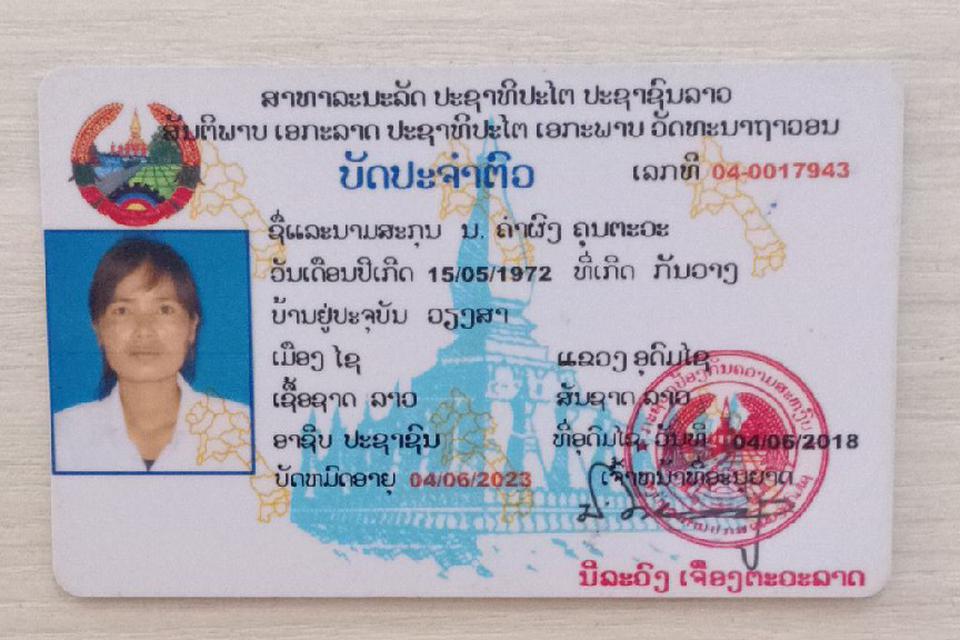 ສາທາລະນະລັດ ປະຊາທິປະໄຕ ປະຊາຊົນລາວ
ສັນຕິພາບ ເອກະລາດ ປະຊາທິປະໄຕ ເອກະພາບ ວັດທະນາຖາວອນ
ບັດປະຈຳຕົວ ເລກທີ 04-0017943
ຊື່ແລະນາມສະກຸນ ນ. ຄຳຜົງ ຄຸນຕະວະ
ວັນເດືອນປີເກີດ 15/05/1972 ທີ່ເກີດ ກັນວາງ
ບ້ານຢູ່ປະຈຸບັນ ວຽງສາ
ເມືອງ ໄຊ ແຂວງ ອຸດົມໄຊ
ເຊື້ອຊາດ ລາວ ສັນຊາດ ລາວ
ອາຊີບ ປະຊາຊົນ ທີ່ອຸດົມໄຊ ວັນທີ 04/06/2018
ບັດໝົດອາຍຸ 04/06/2023 ເຈົ້າໜ້າທີ່ອະນຸຍາດ
ນິລະວົງ ເຈື່ອງຕະວະລາດ